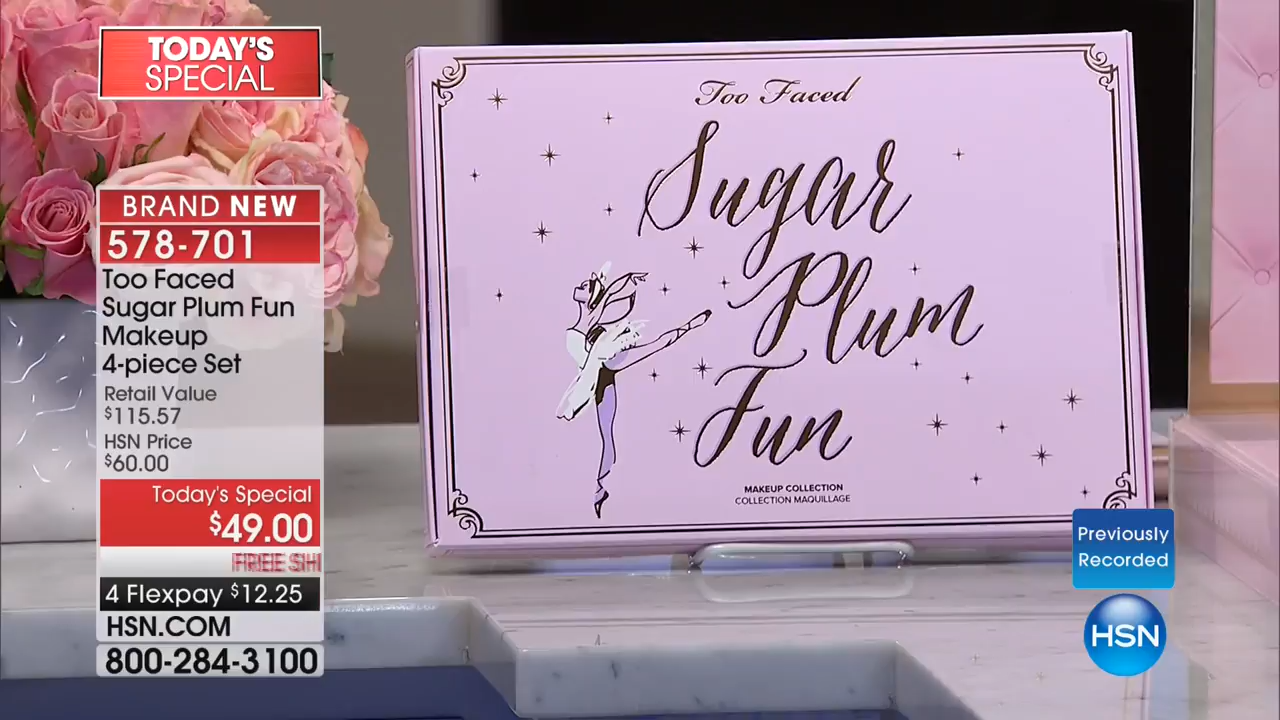 TODAY'S
SPECIAL
BRAND NEW
578-701
Too Faced
Sugar Plum Fun
Makeup
4-piece Set
Retail Value
$115.57
HSN Price
$60.00
Today's Special
$49.00
FREE SH
4 Flexpay $12.25
HSN.COM
800-284-3100
Too Faced
Sugar
Plum
Fun
MAKEUP COLLECTION
COLLECTION MAQUILLAGE
Previously
Recorded
HSN